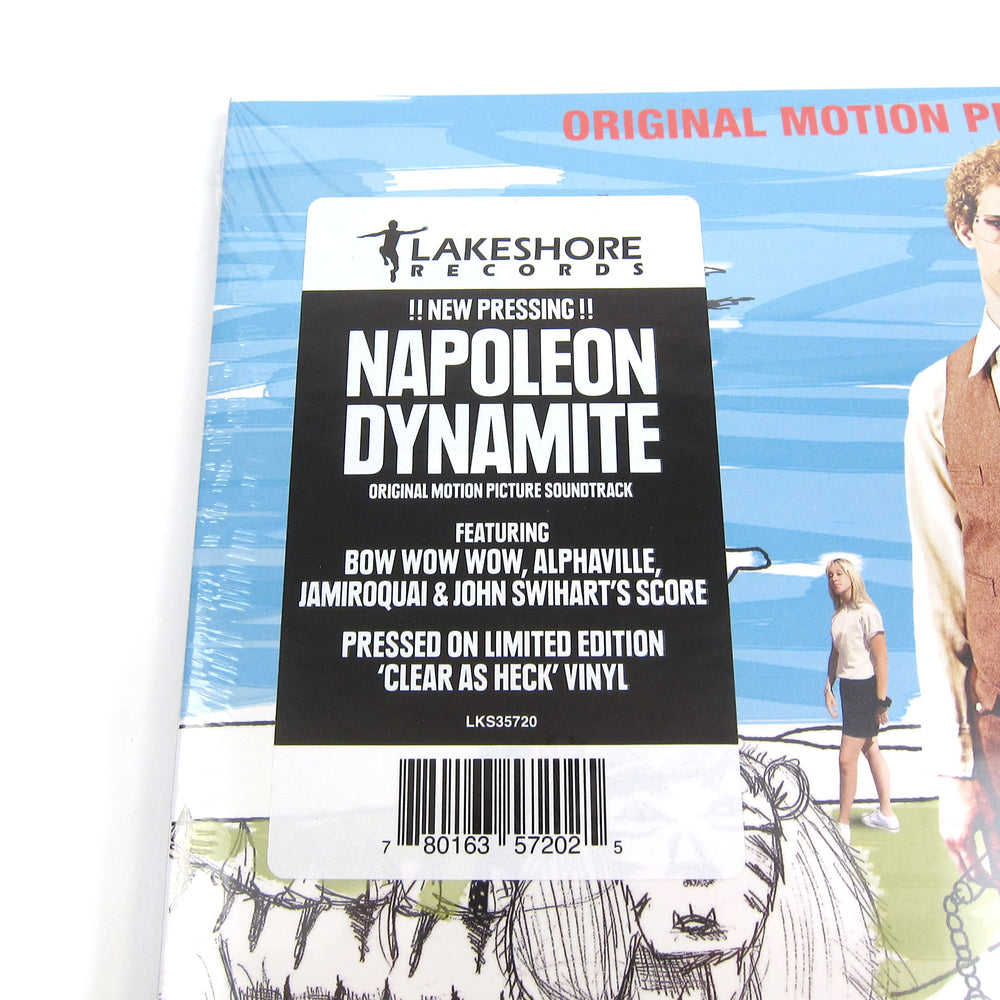 ORIGINAL MOTION
LAKESHORE
RECORDS
!! NEW PRESSING !!
NAPOLEON
DYNAMITE
ORIGINAL MOTION PICTURE SOUNDTRACK
FEATURING
BOW WOW WOW, ALPHAVILLE,
JAMIROQUAI & JOHN SWIHART'S SCORE
PRESSED ON LIMITED EDITION
'CLEAR AS HECK' VINYL
LKS35720
7 80163 57202 5